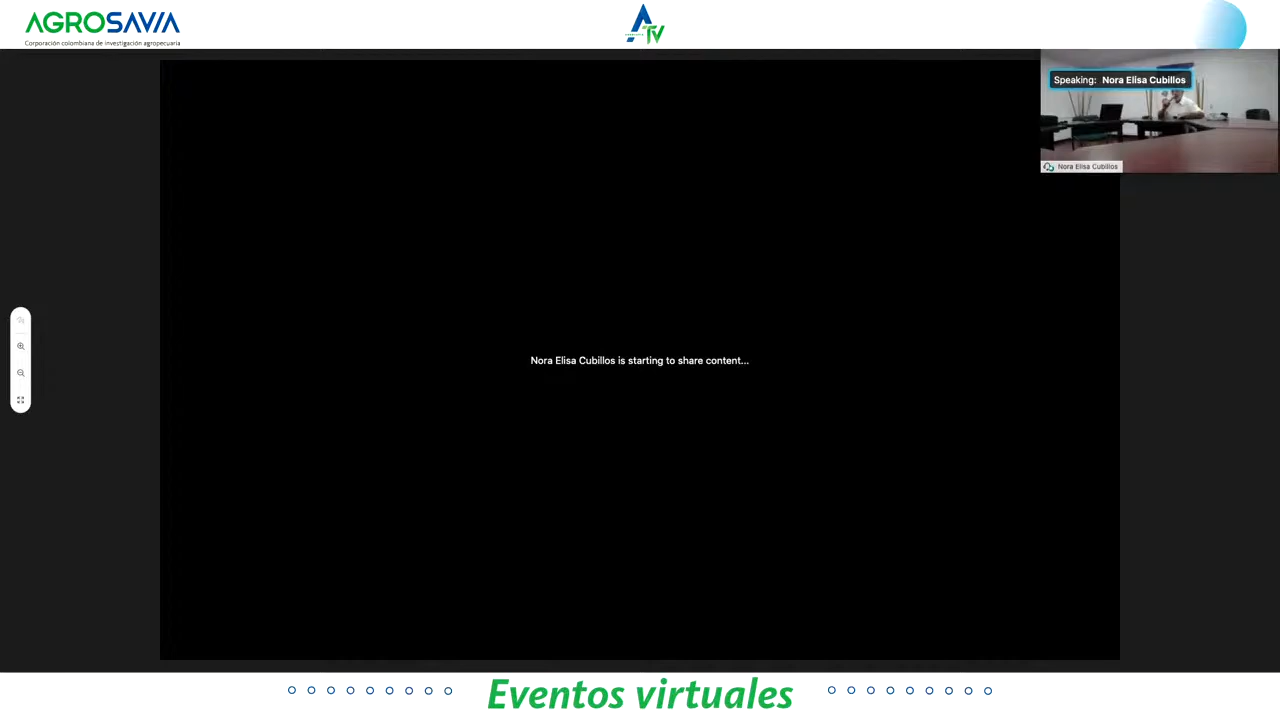 AGROSAVIA
Corporación colombiana de investigación agropecuaria
ATV
Speaking: Nora Elisa Cubillos
Nora Elisa Cubillos
Nora Elisa Cubillos is starting to share content...
Eventos virtuales